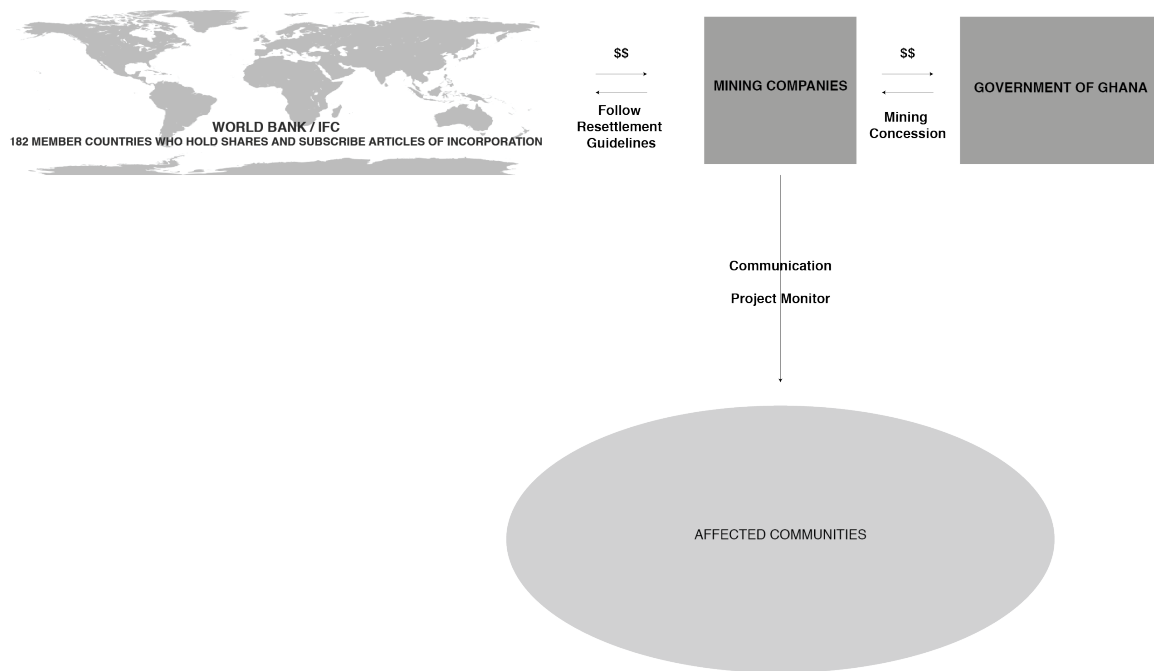 WORLD BANK / IFC
182 MEMBER COUNTRIES WHO HOLD SHARES AND SUBSCRIBE ARTICLES OF INCORPORATION
$$
Follow
Resettlement
Guidelines
MINING COMPANIES
$$
Mining
Concession
GOVERNMENT OF GHANA
Communication
Project Monitor
AFFECTED COMMUNITIES